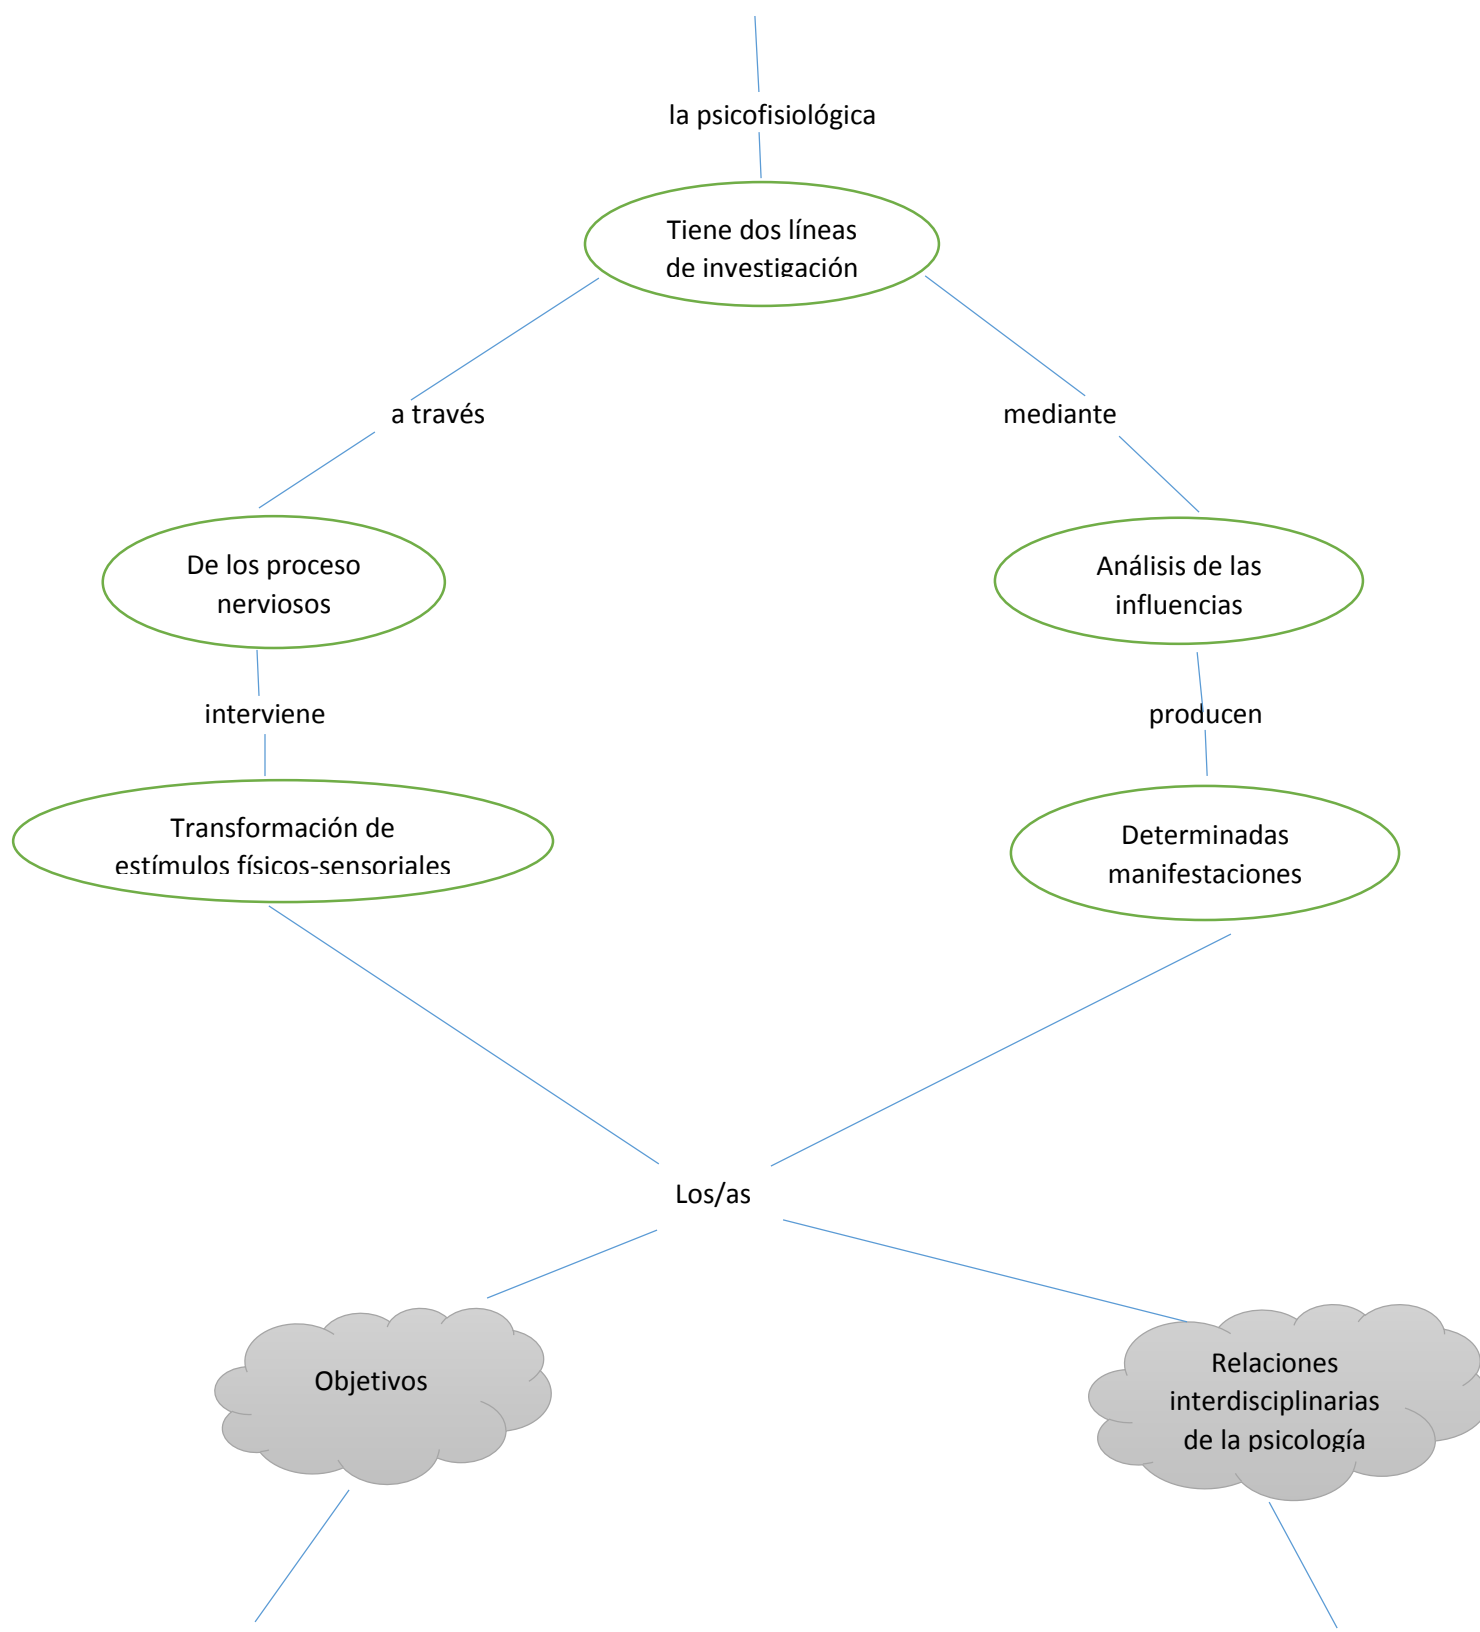 la psicofisiológica
Tiene dos líneas
de investigación
a través
mediante
De los proceso
nerviosos
Análisis de las
influencias
interviene
producen
Transformación de
estímulos físicos-sensoriales
Determinadas
manifestaciones
Los/as
Objetivos
Relaciones
interdisciplinarias
de la psicología